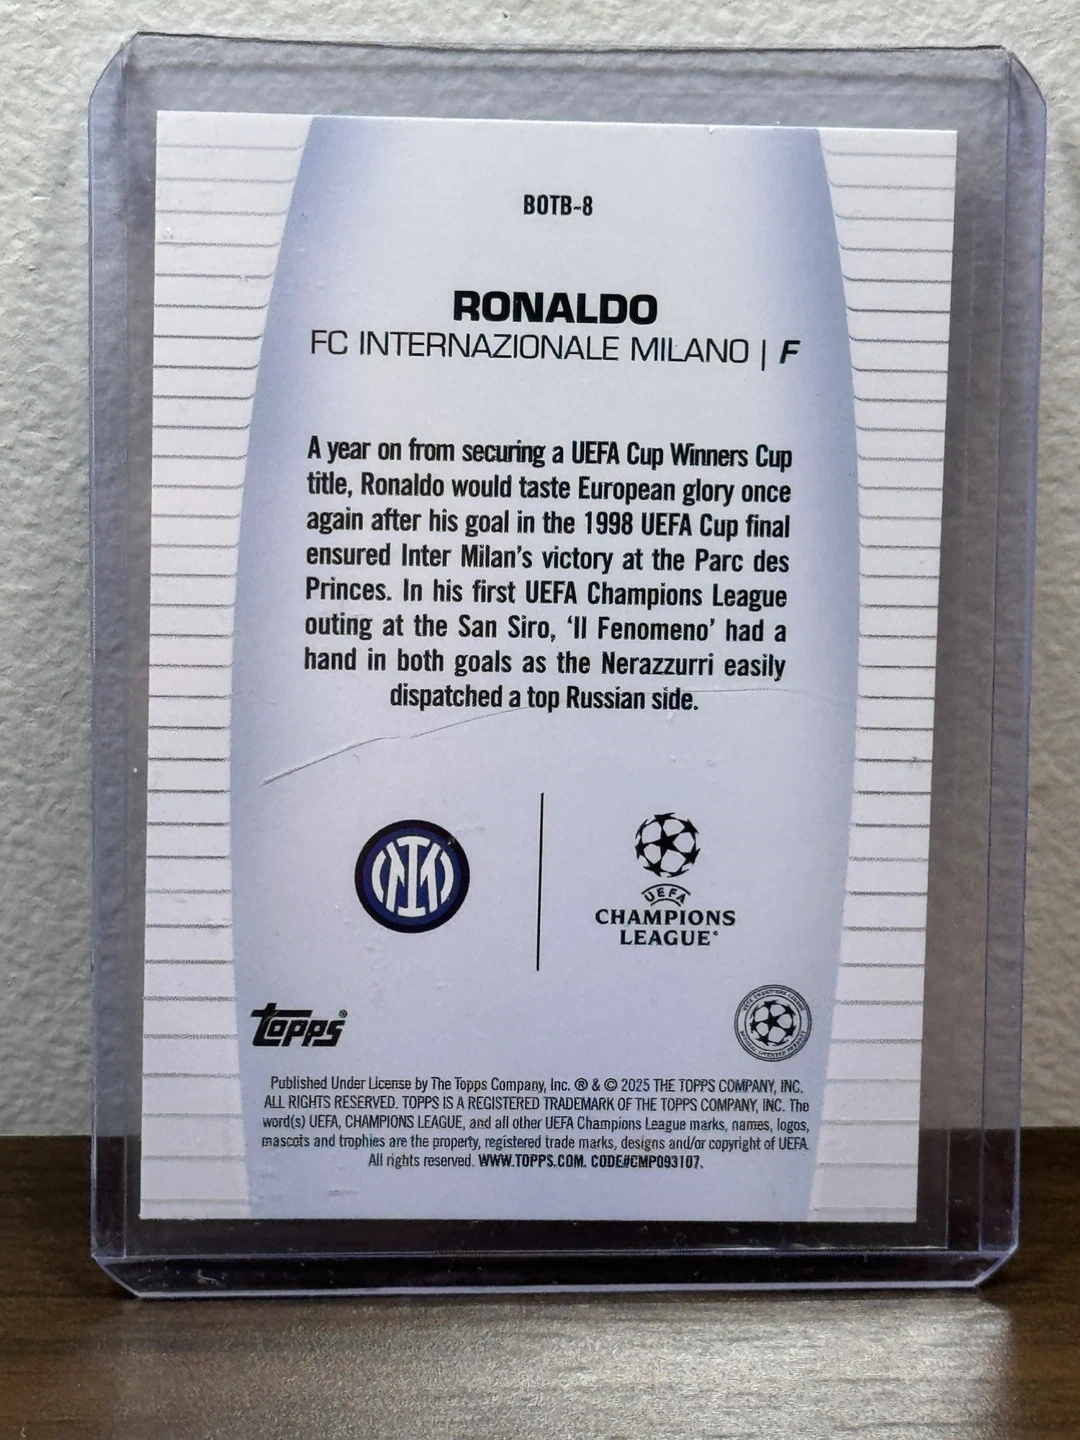 BOTB-8
RONALDO
FC INTERNAZIONALE MILANO | F
A year on from securing a UEFA Cup Winners Cup
title, Ronaldo would taste European glory once
again after his goal in the 1998 UEFA Cup final
ensured Inter Milan's victory at the Parc des
Princes. In his first UEFA Champions League
outing at the San Siro, ‘Il Fenomeno’ had a
hand in both goals as the Nerazzurri easily
dispatched a top Russian side.
UEFA
CHAMPIONS
LEAGUE®
topps®
Published Under License by The Topps Company, Inc. ® & © 2025 THE TOPPS COMPANY, INC.
ALL RIGHTS RESERVED. TOPPS IS A REGISTERED TRADEMARK OF THE TOPPS COMPANY, INC. The
word(s) UEFA, CHAMPIONS LEAGUE, and all other UEFA Champions League marks, names, logos,
mascots and trophies are the property, registered trade marks, designs and/or copyright of UEFA.
All rights reserved. WWW.TOPPS.COM. CODE#CMP093107.